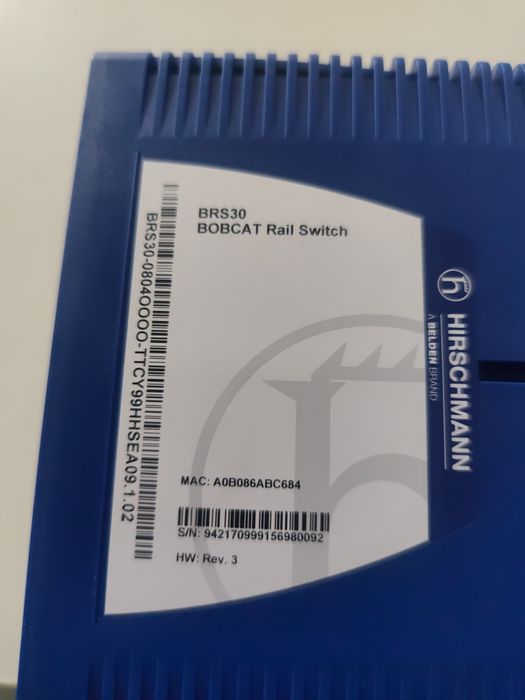 BRS30
BOBCAT Rail Switch
BRS30-0804OOOO-TTCY99HHSEA09.1.02
HIRSCHMANN
A BELDEN BRAND
MAC: A0B086ABC684
S/N: 942170999156980092
HW: Rev. 3